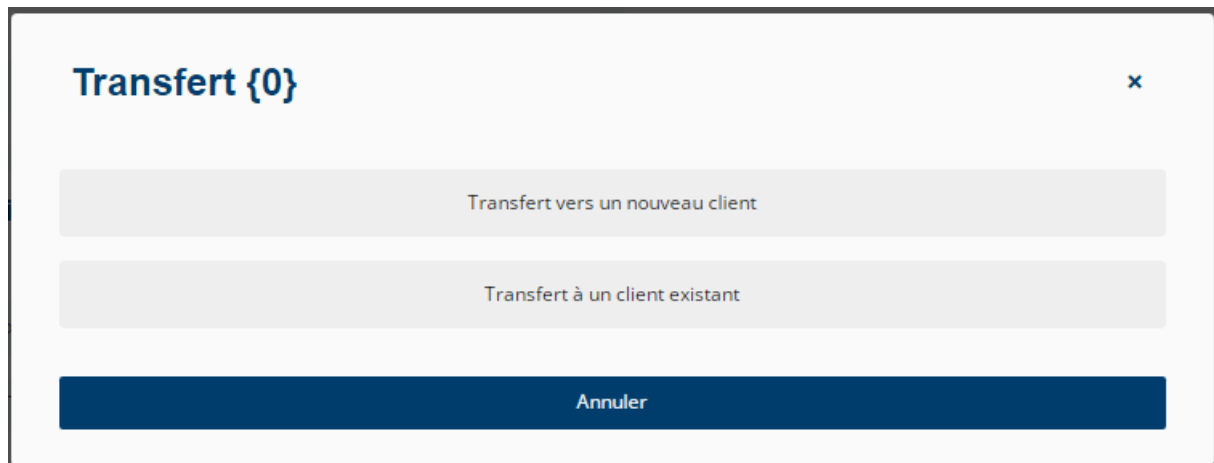 Transfert {0}
×
Transfert vers un nouveau client
Transfert à un client existant
Annuler